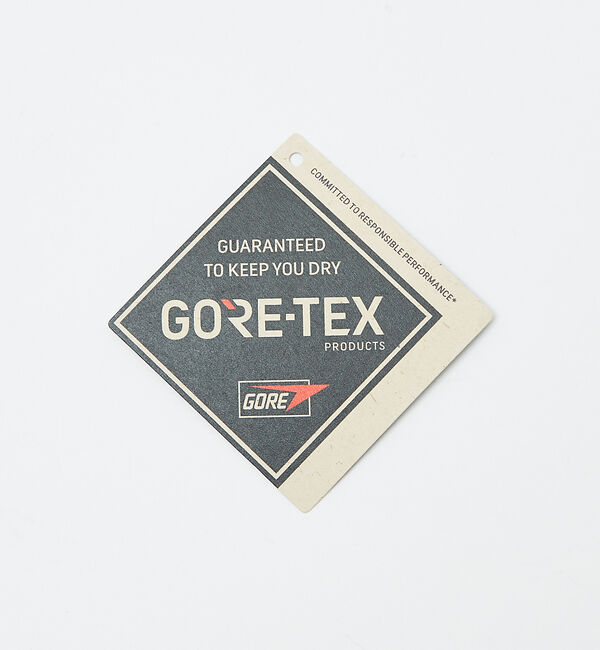 COMMITTED TO RESPONSIBLE PERFORMANCE*
GUARANTEED
TO KEEP YOU DRY
GORE-TEX
PRODUCTS
GORE